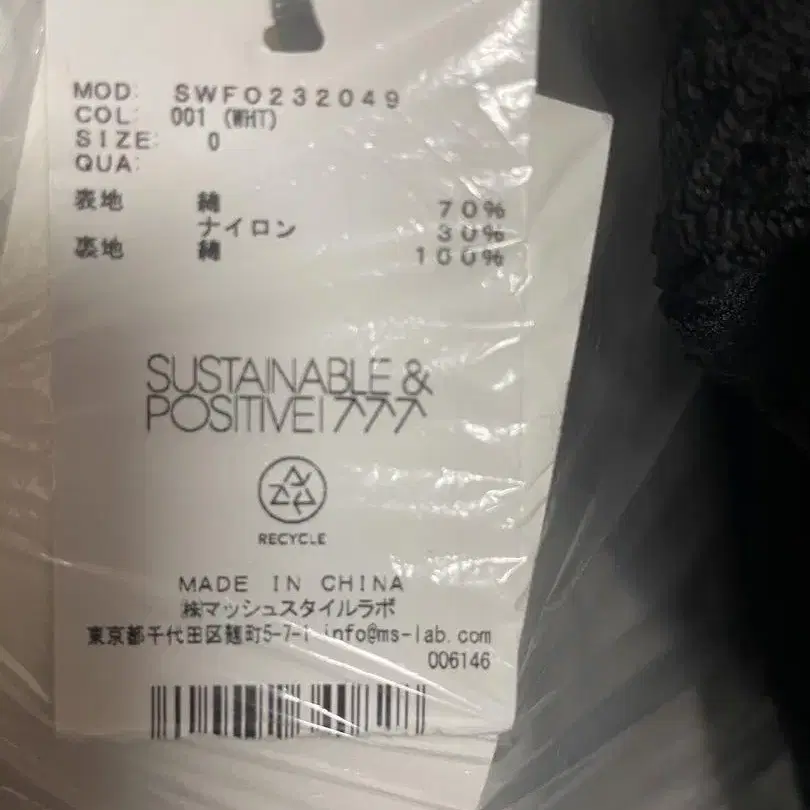 MOD: SWFO232049
COL: 001 (WHT)
SIZE: 0
QUA:
表地 綿 70%
ナイロン 30%
裏地 綿 100%
SUSTAINABLE &
POSITIVE!
RECYCLE
MADE IN CHINA
㈱マッシュスタイルラボ
東京都千代田区麹町5-7-1 info@ms-lab.com
006146